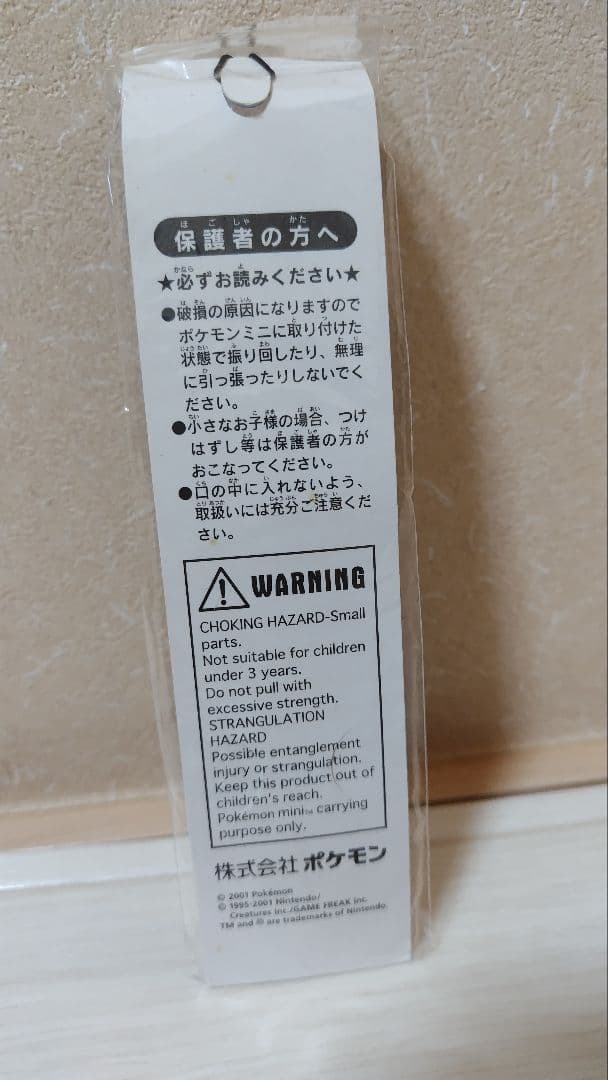 保護者の方へ
★必ずお読みください★
●破損の原因になりますので
ポケモンミニに取り付けた
状態で振り回したり、無理
に引っ張ったりしないでく
ださい。
●小さなお子様の場合、つけ
はずし等は保護者の方が
おこなってください。
●口の中に入れないよう、
取扱いには充分ご注意くだ
さい。
WARNING
CHOKING HAZARD-Small
parts.
Not suitable for children
under 3 years.
Do not pull with
excessive strength.
STRANGULATION
HAZARD
Possible entanglement
injury or strangulation.
Keep this product out of
children's reach.
Pokémon mini™ carrying
purpose only.
株式会社 ポケモン
© 2001 Pokémon
© 1995-2001 Nintendo/
Creatures inc./GAME FREAK inc.
TM and ® are trademarks of Nintendo.